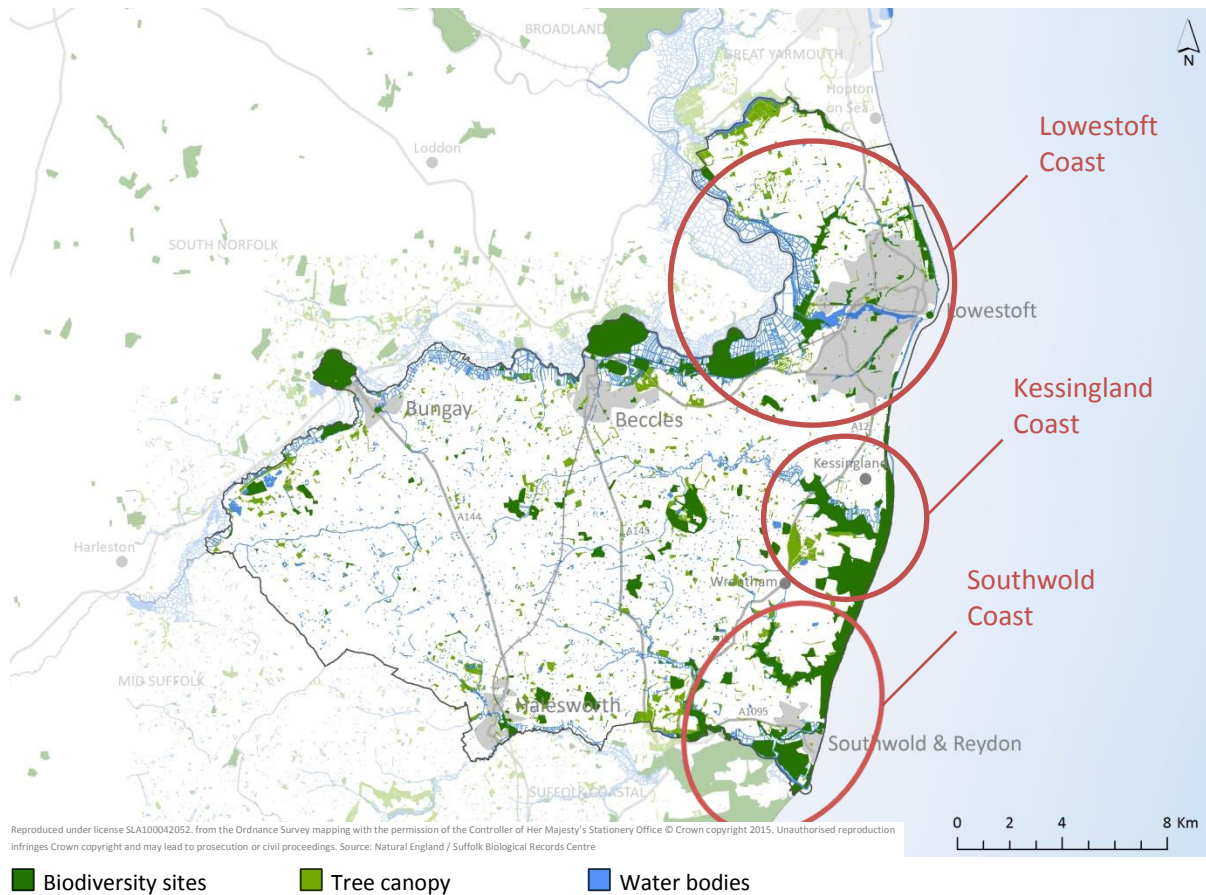 BROADLAND
GREAT YARMOUTH
N
Hopton
on Sea
Lowestoft
Coast
Loddon
SOUTH NORFOLK
Lowestoft
Kessingland
Coast
Bungay
Beccles
A12
Kessingland
A144
A145
Harleston
Wrentham
Southwold
Coast
MID SUFFOLK
Halesworth
A1095
Southwold & Reydon
SUFFOLK COASTAL
0 2 4 8 Km
Reproduced under license SLA100042052. from the Ordnance Survey mapping with the permission of the Controller of Her Majesty's Stationery Office © Crown copyright 2015. Unauthorised reproduction
infringes Crown copyright and may lead to prosecution or civil proceedings. Source: Natural England / Suffolk Biological Records Centre
Biodiversity sites
Tree canopy
Water bodies